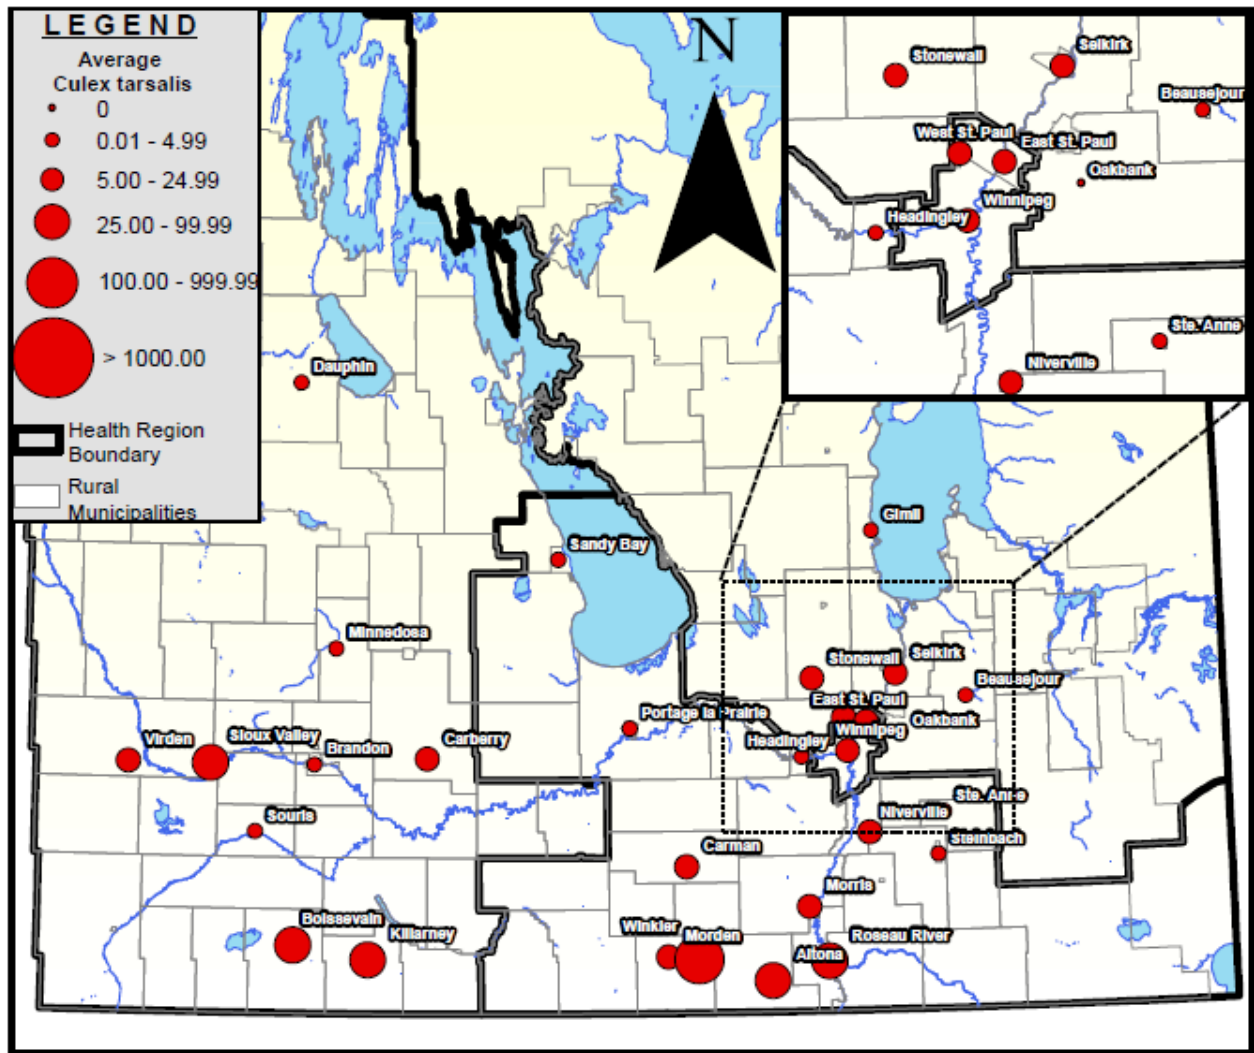 LEGEND
Average
Culex tarsalis
0
0.01 - 4.99
5.00 - 24.99
25.00 - 99.99
100.00 - 999.99
> 1000.00
Health Region
Boundary
Rural
Municipalities
N
Stonewall
Selkirk
Beausejour
West St. Paul
East St. Paul
Oakbank
Winnipeg
Headingley
Ste. Anne
Niverville
Dauphin
Gimli
Sandy Bay
Minnedosa
Stonewall
Selkirk
Beausejour
East St. Paul
Oakbank
Portage la Prairie
Winnipeg
Headingley
Virden
Sioux Valley
Brandon
Carberry
Ste. Anne
Niverville
Souris
Steinbach
Carman
Morris
Boissevain
Killarney
Winkler
Morden
Altona
Roseau River